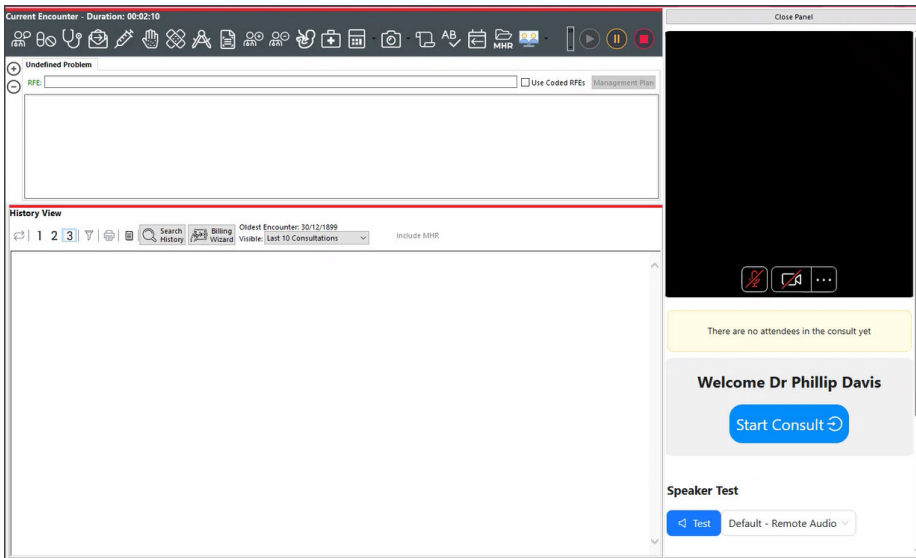 Current Encounter - Duration: 00:02:10
MHR
Undefined Problem
RFE:
Use Coded RFEs
Management Plan
History View
1 2 3
Search History
Billing Wizard
Oldest Encounter: 30/12/1899
Visible: Last 10 Consultations
Include MHR
Close Panel
There are no attendees in the consult yet
Welcome Dr Phillip Davis
Start Consult
Speaker Test
Test
Default - Remote Audio